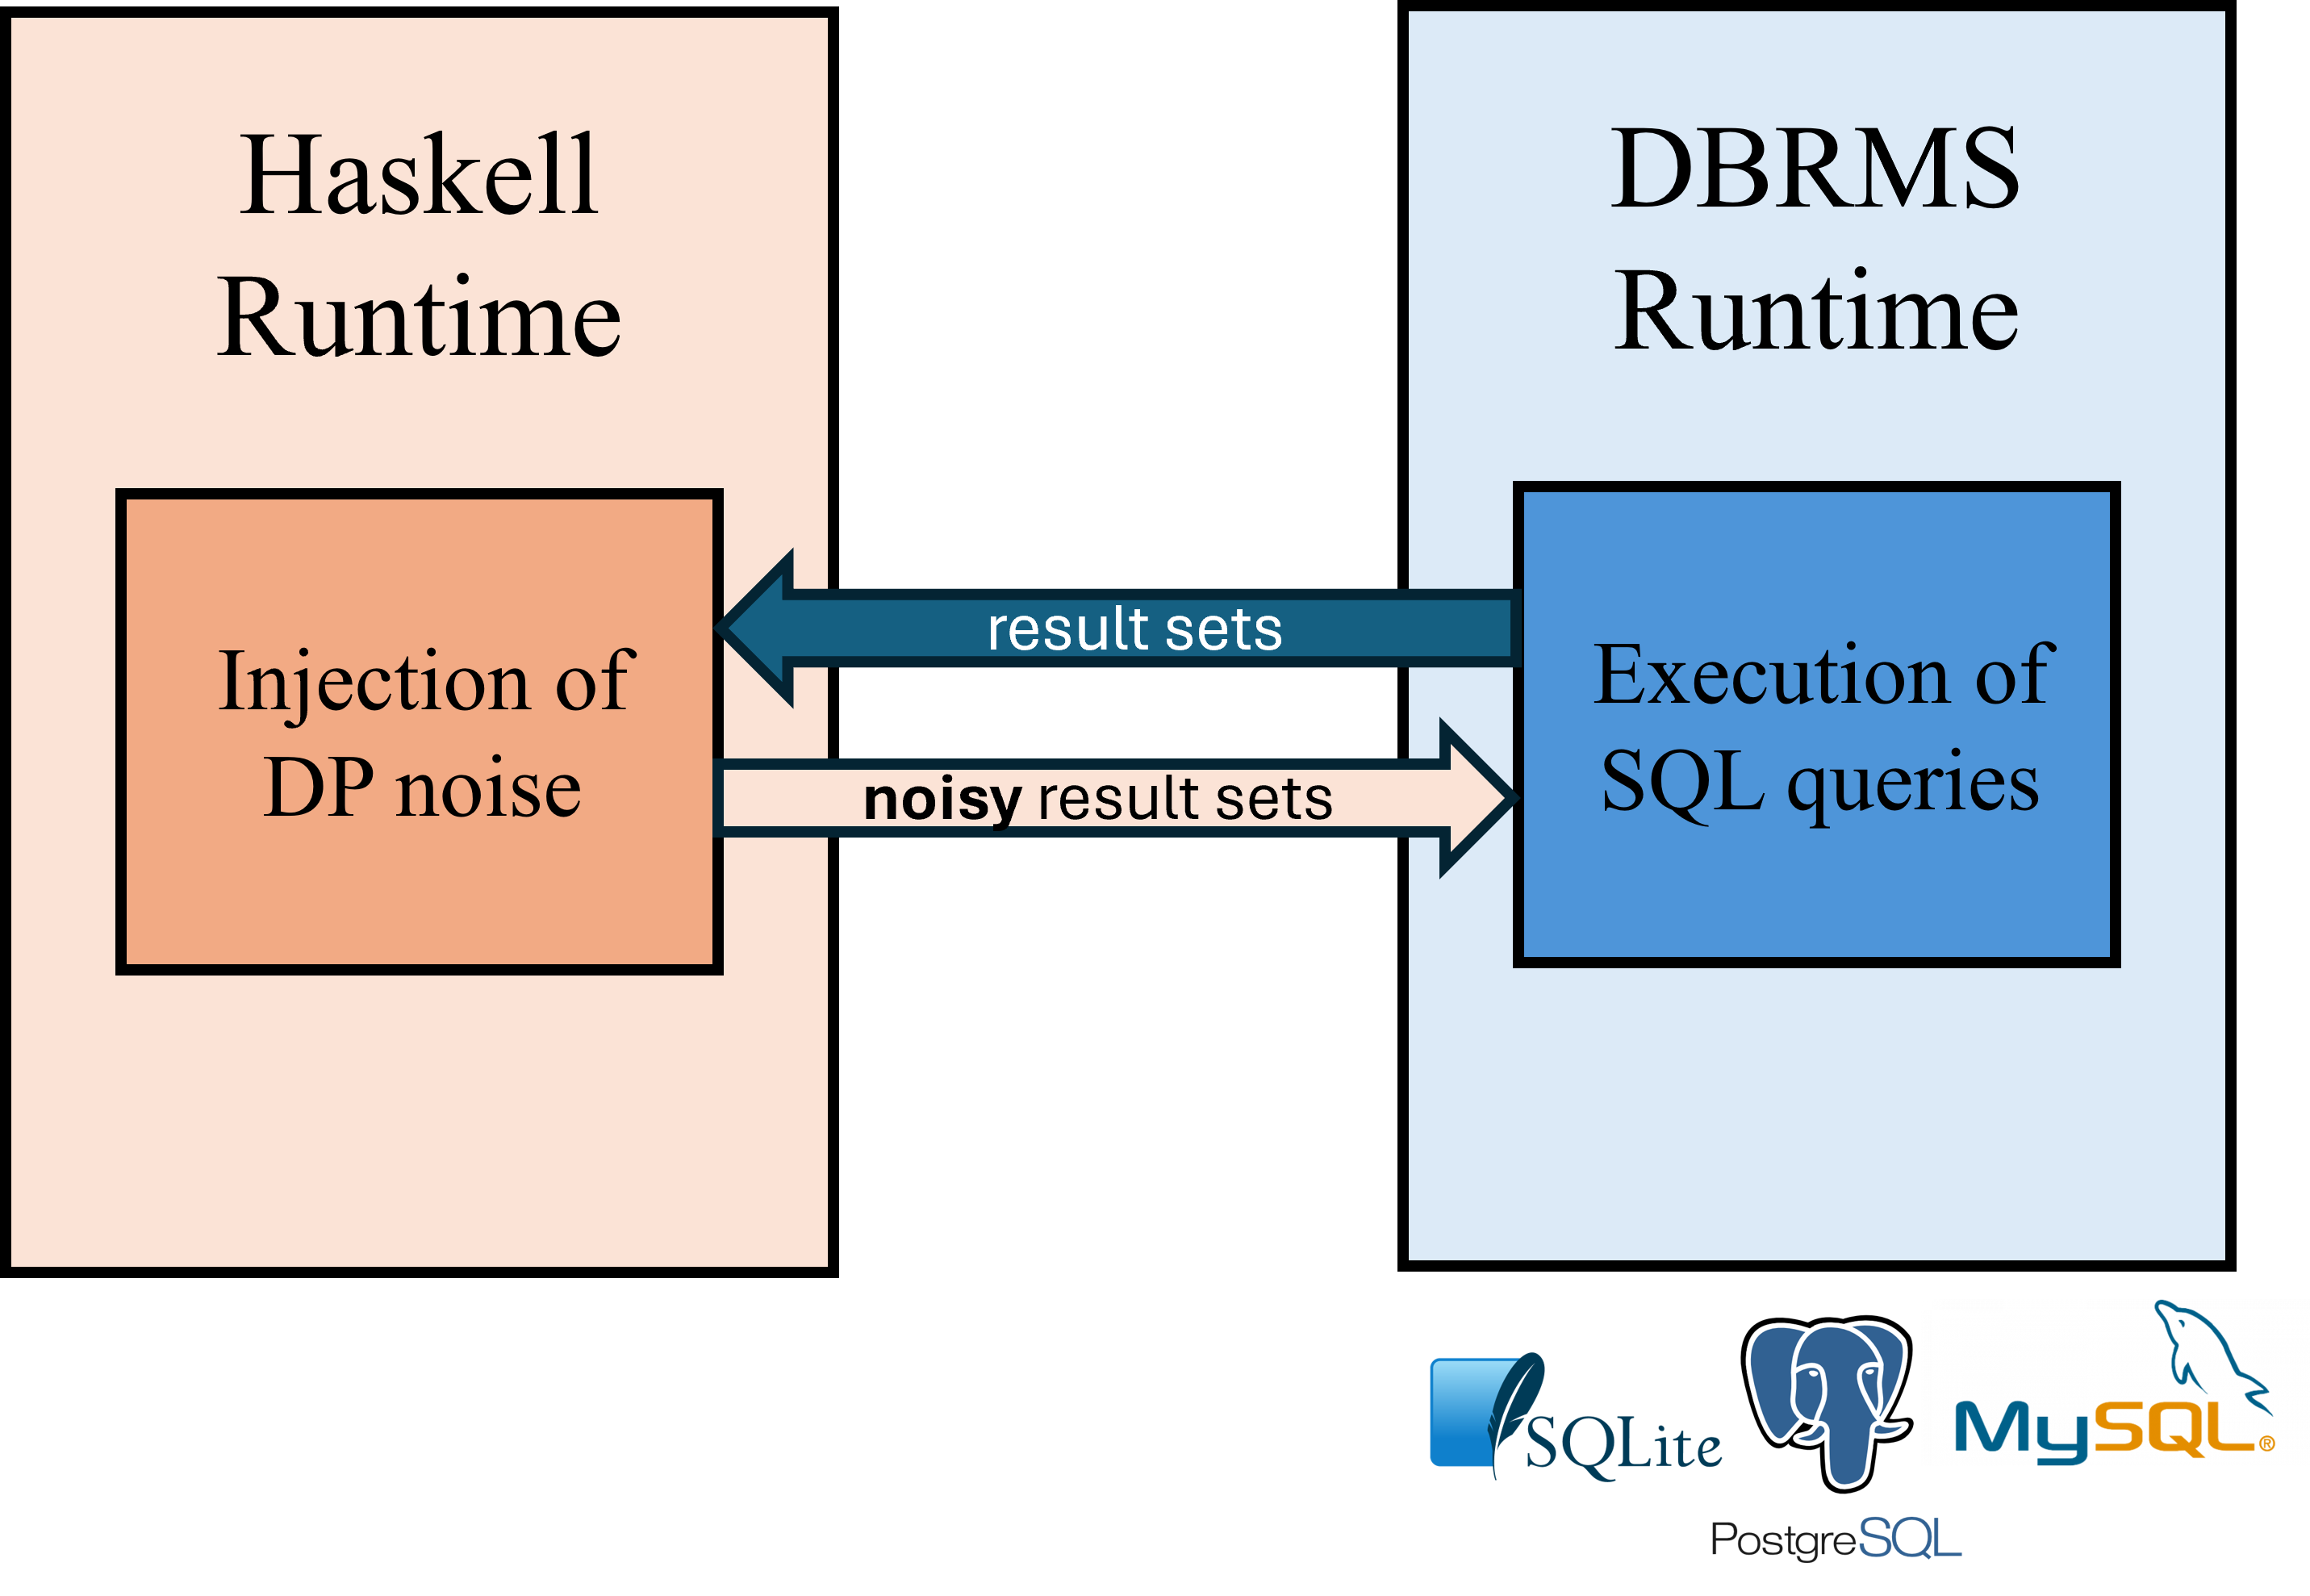 Haskell
Runtime
DBRMS
Runtime
Injection of
DP noise
result sets
noisy result sets
Execution of
SQL queries
SQLite
PostgreSQL
MySQL®